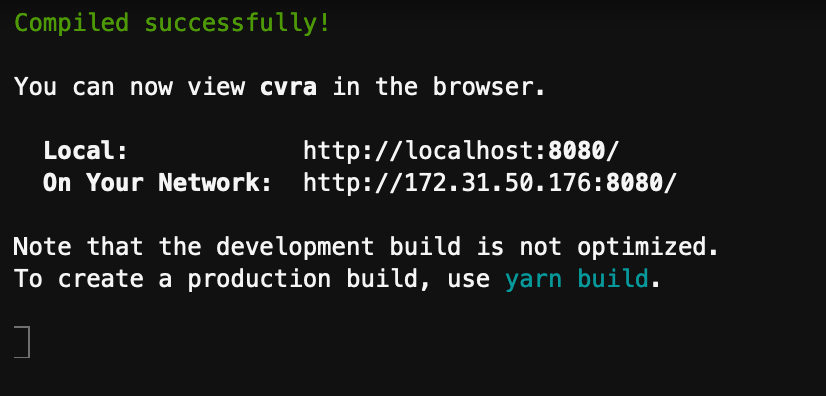 Compiled successfully!
You can now view cvra in the browser.
Local: http://localhost:8080/
On Your Network: http://172.31.50.176:8080/
Note that the development build is not optimized.
To create a production build, use yarn build.